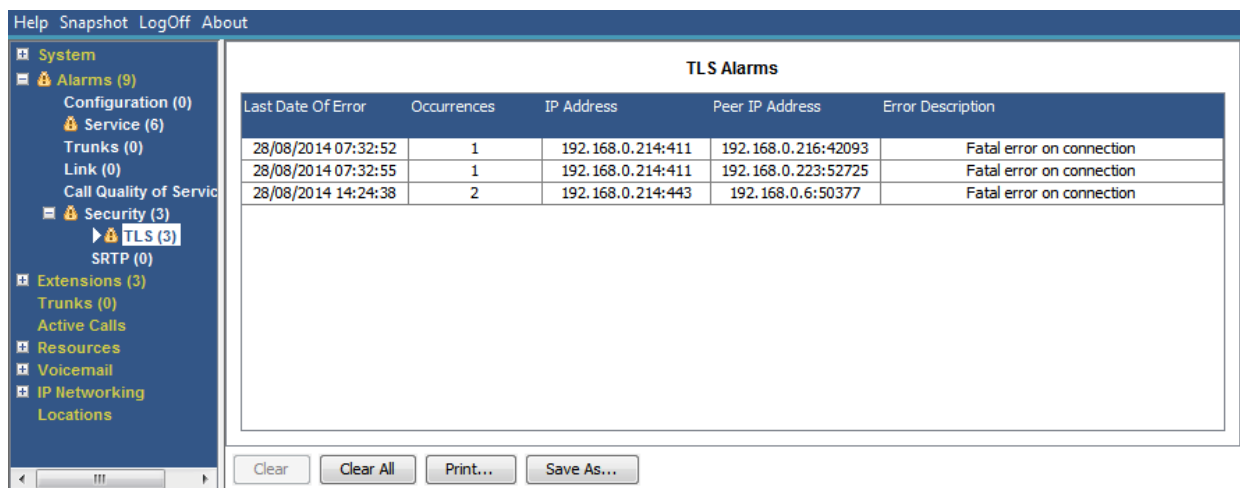 Help Snapshot LogOff About
System
Alarms (9)
Configuration (0)
Service (6)
Trunks (0)
Link (0)
Call Quality of Servic
Security (3)
TLS (3)
SRTP (0)
Extensions (3)
Trunks (0)
Active Calls
Resources
Voicemail
IP Networking
Locations
TLS Alarms
Last Date Of Error Occurrences IP Address Peer IP Address Error Description
28/08/2014 07:32:52 1 192.168.0.214:411 192.168.0.216:42093 Fatal error on connection
28/08/2014 07:32:55 1 192.168.0.214:411 192.168.0.223:52725 Fatal error on connection
28/08/2014 14:24:38 2 192.168.0.214:443 192.168.0.6:50377 Fatal error on connection
Clear Clear All Print... Save As...